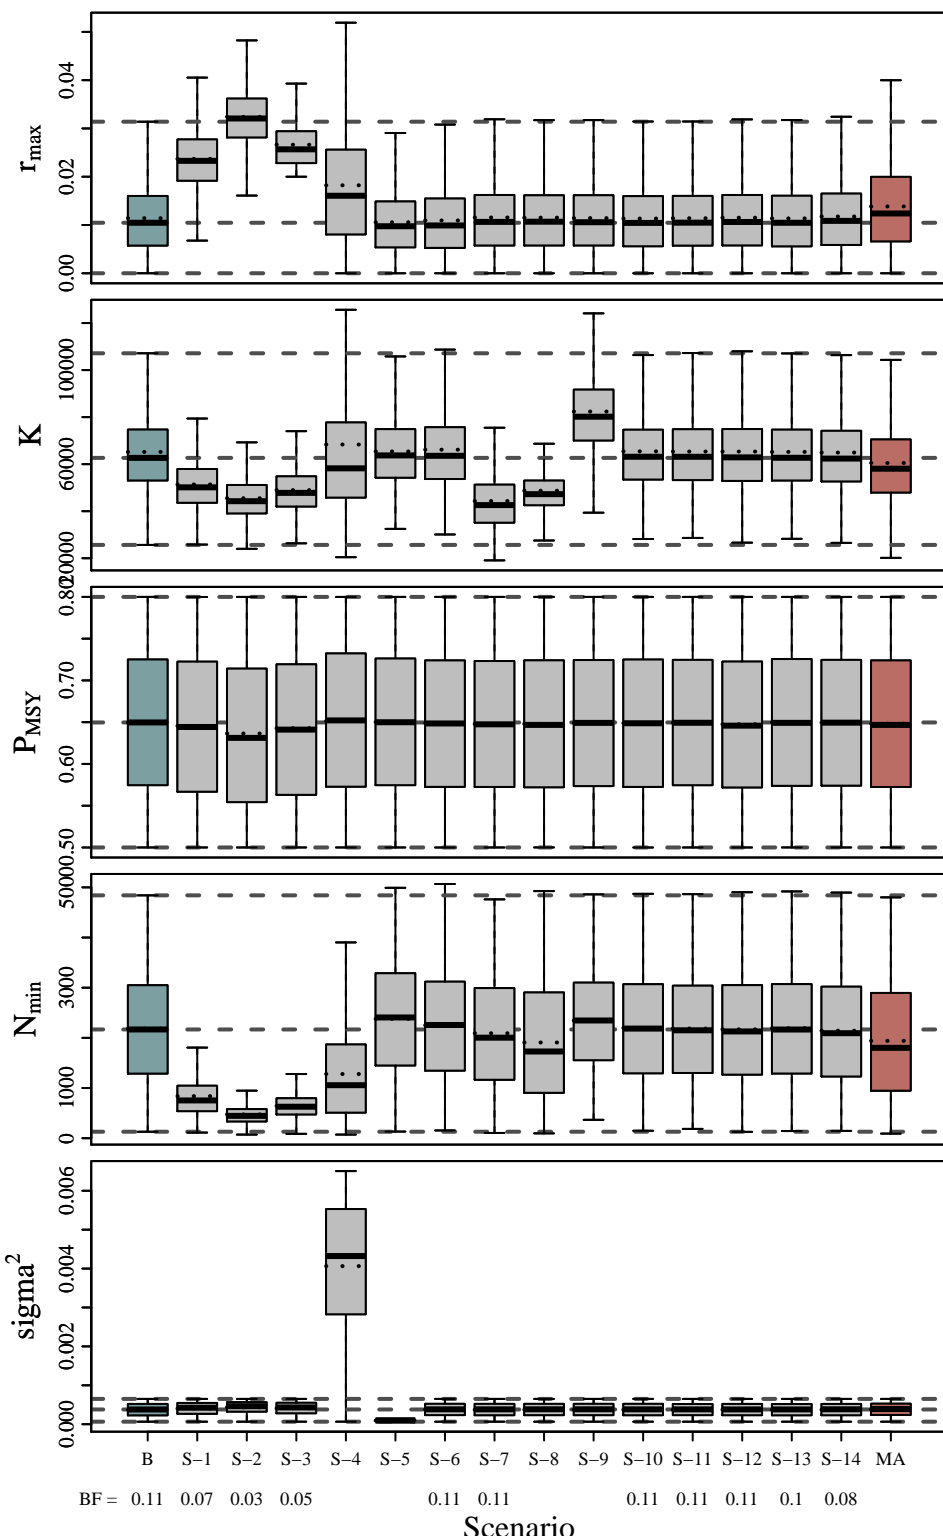 r_max
0.04
0.02
0.00
K
100000
60000
20000
P_MSY
0.80
0.70
0.60
0.50
N_min
5000
3000
1000
0
sigma²
0.006
0.004
0.002
0.000
B S−1 S−2 S−3 S−4 S−5 S−6 S−7 S−8 S−9 S−10 S−11 S−12 S−13 S−14 MA
BF = 0.11 0.07 0.03 0.05 0.11 0.11 0.11 0.11 0.11 0.1 0.08
Scenario